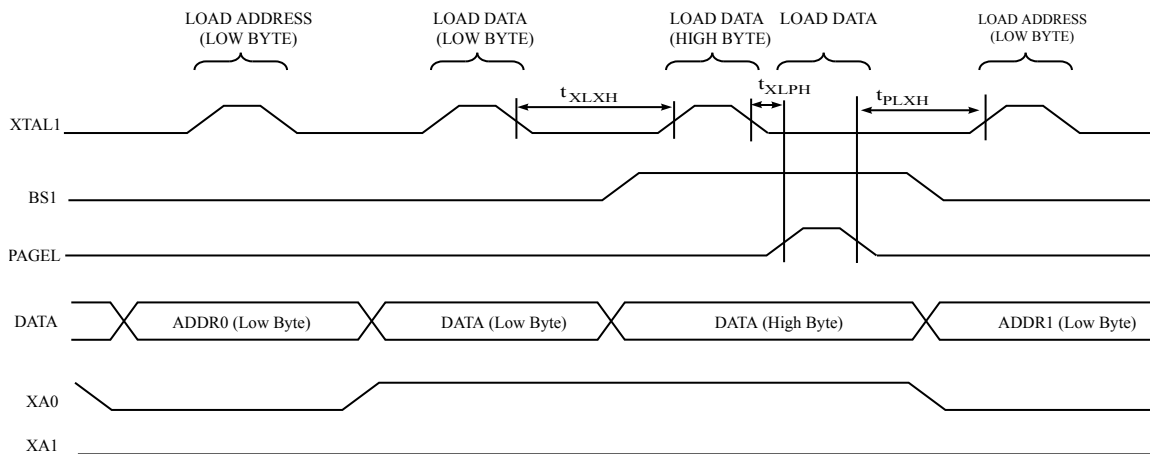 LOAD ADDRESS
(LOW BYTE)
LOAD DATA
(LOW BYTE)
LOAD DATA
(HIGH BYTE)
LOAD DATA
LOAD ADDRESS
(LOW BYTE)
t XLXH
tXLPH
tPLXH
XTAL1
BS1
PAGEL
DATA
ADDR0 (Low Byte)
DATA (Low Byte)
DATA (High Byte)
ADDR1 (Low Byte)
XA0
XA1